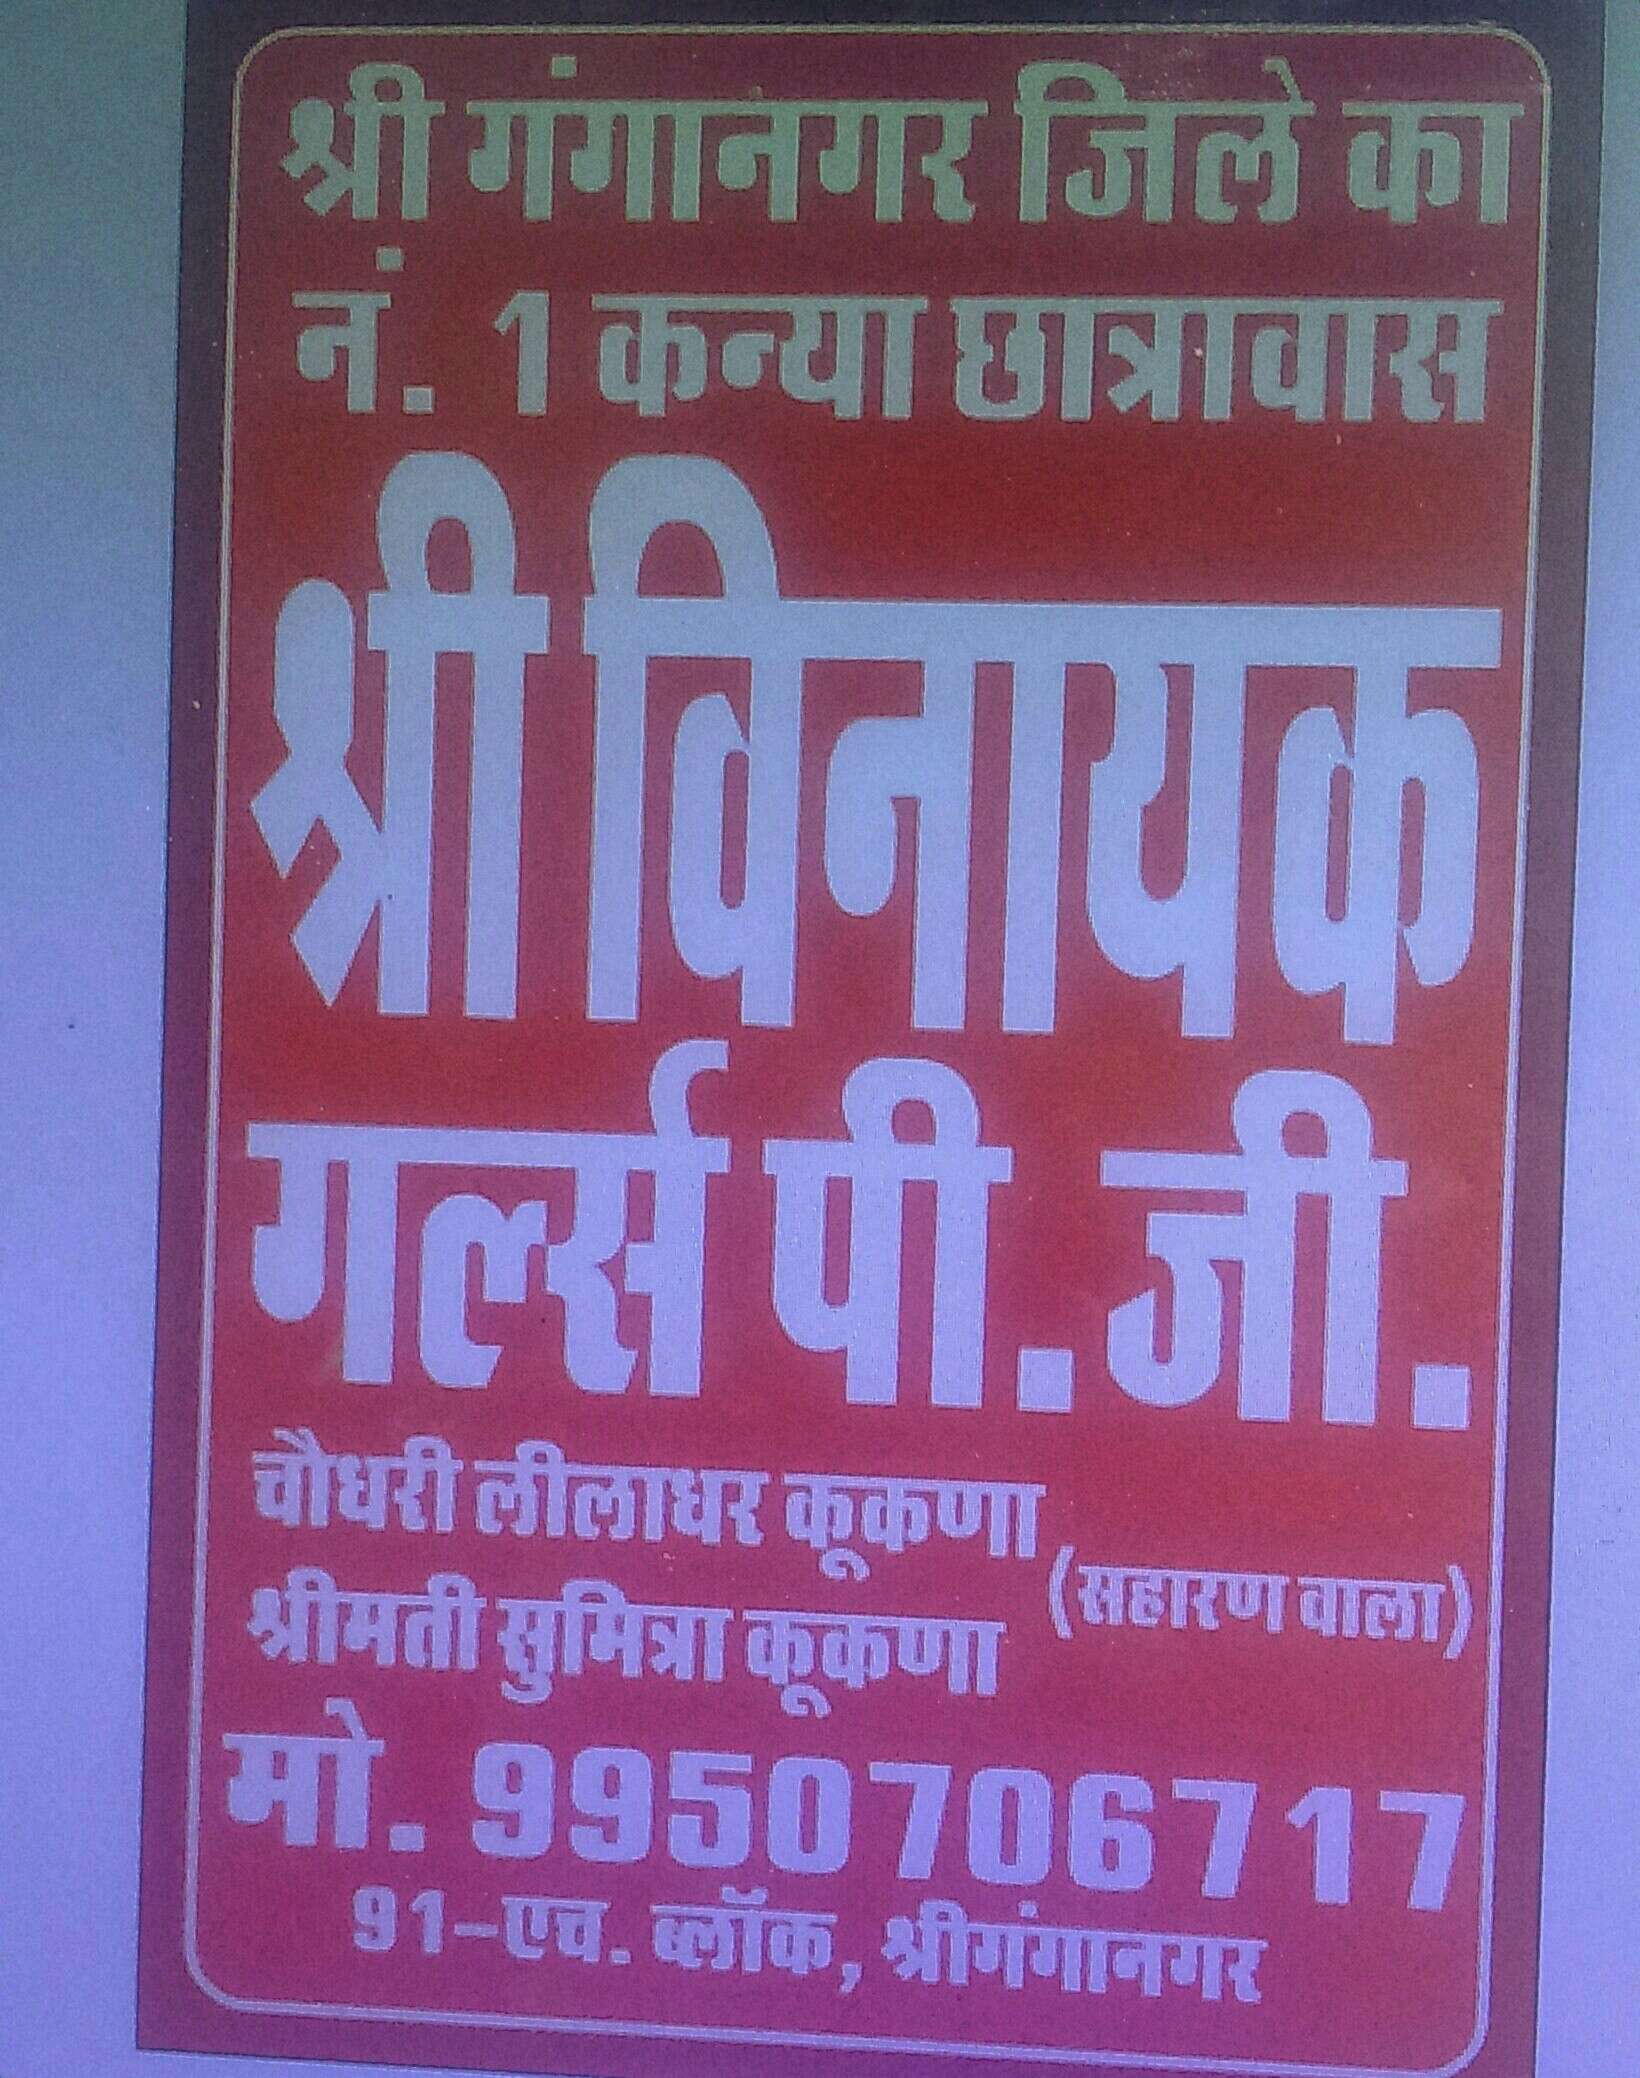 श्री गंगानगर जिले का
नं. 1 कन्या छात्रावास
श्री विनायक
गर्ल्स पी. जी.
चौधरी लीलाधर कूकणा
श्रीमती सुमित्रा कूकणा
(सहारण वाला)
मो. 9950706717
91-एच. ब्लॉक, श्रीगंगानगर